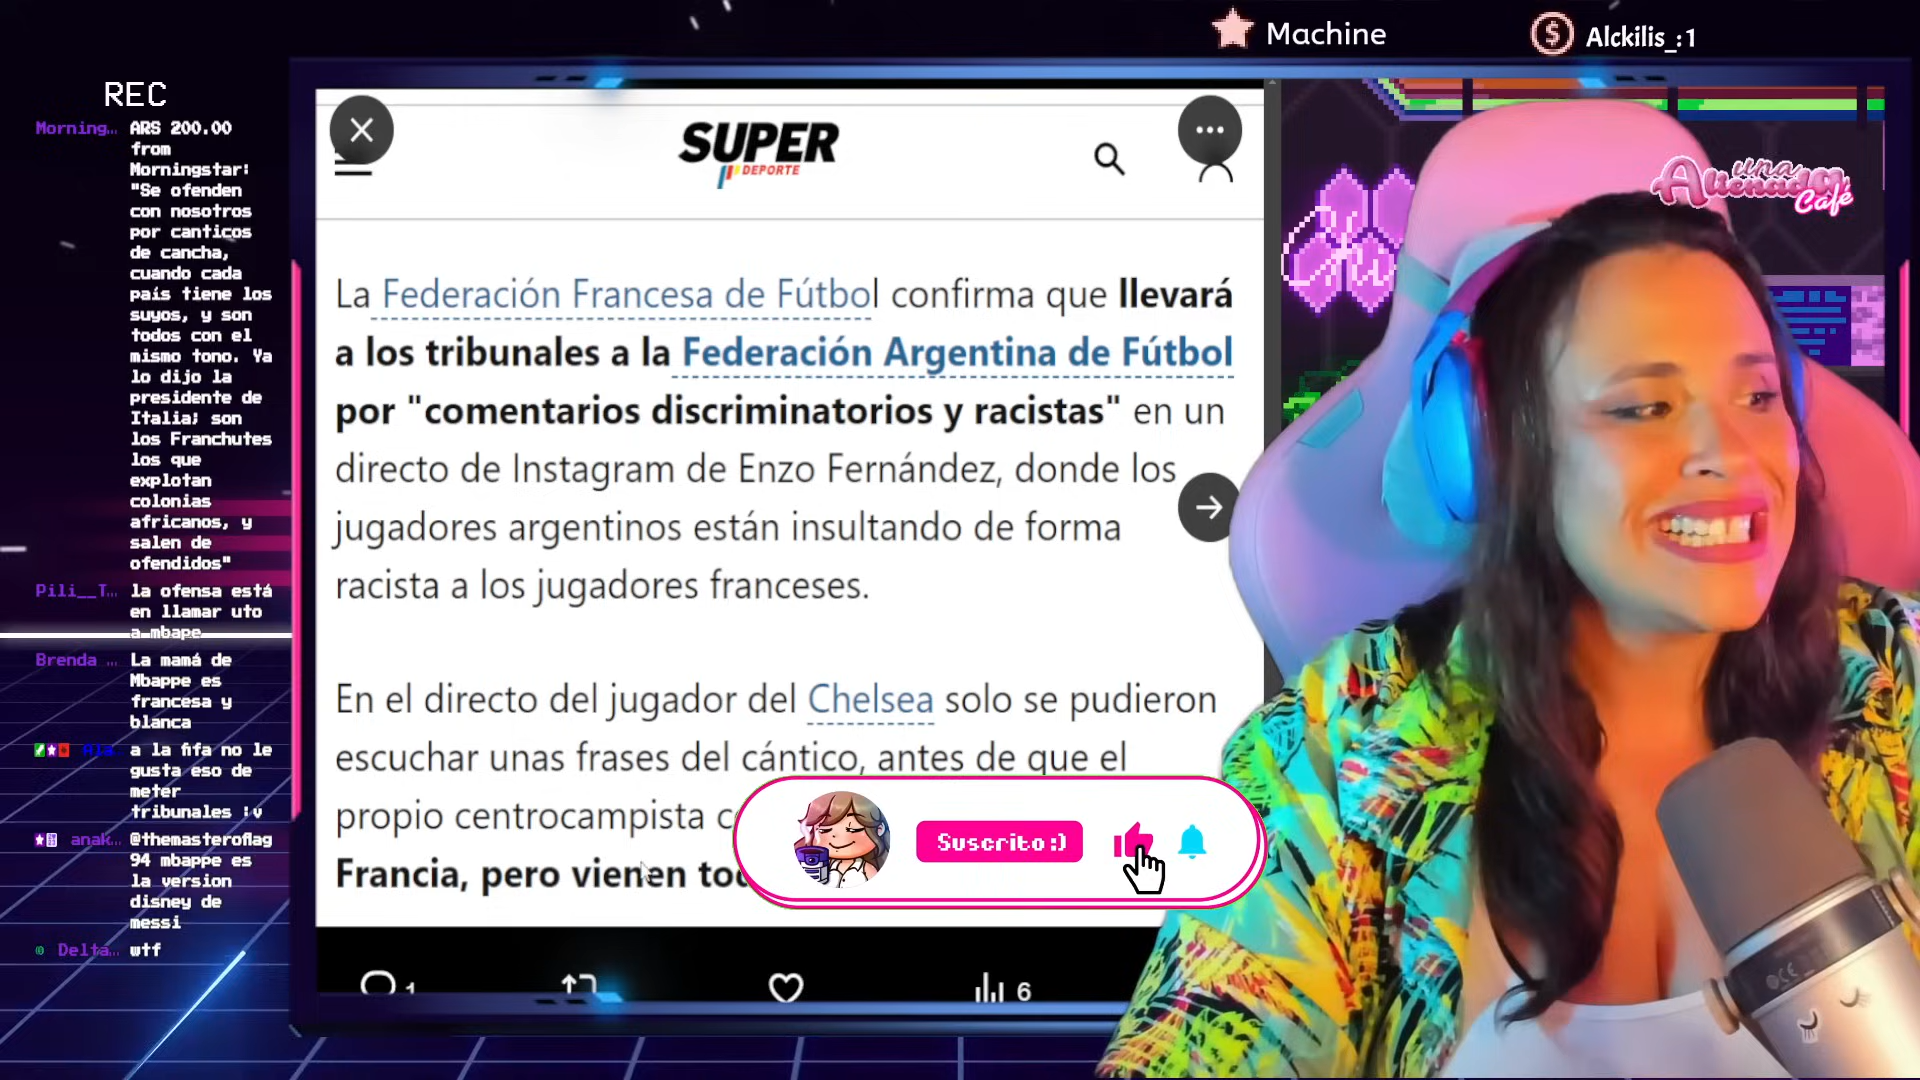 Machine
Alckilis_:1
REC
Morning… ARS 200.00
from
Morningstar:
"Se ofenden
con nosotros
por canticos
de cancha,
cuando cada
país tiene los
suyos, y son
todos con el
mismo tono. Ya
lo dijo la
presidente de
Italia; son
los Franchutes
los que
explotan
colonias
africanos, y
salen de
ofendidos"
Pili__T… la ofensa está
en llamar uto
a mbape
Brenda … La mamá de
Mbappe es
francesa y
blanca
a la fifa no le
gusta eso de
meter
tribunales :v
anak… @themasteroflag
94 mbappe es
la version
disney de
messi
Delta… wtf
SUPER
DEPORTE
La Federación Francesa de Fútbol confirma que llevará
a los tribunales a la Federación Argentina de Fútbol
por "comentarios discriminatorios y racistas" en un
directo de Instagram de Enzo Fernández, donde los
jugadores argentinos están insultando de forma
racista a los jugadores franceses.
En el directo del jugador del Chelsea solo se pudieron
escuchar unas frases del cántico, antes de que el
propio centrocampista
Francia, pero vienen
Suscrito :)
1
6
una
Alienada
Café